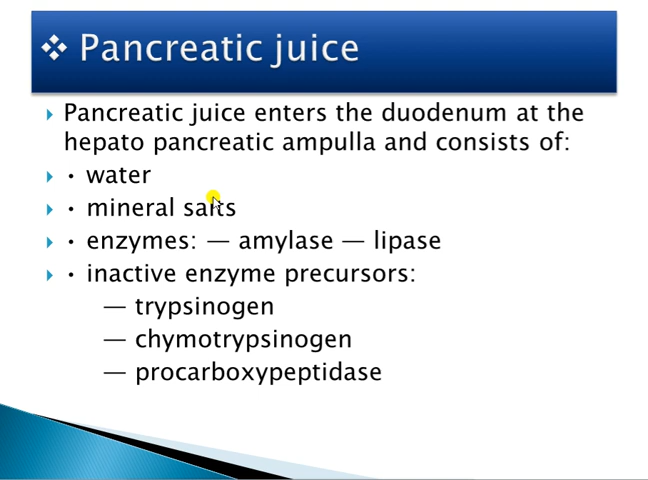 ❖ Pancreatic juice
Pancreatic juice enters the duodenum at the
hepato pancreatic ampulla and consists of:
• water
• mineral salts
• enzymes: — amylase — lipase
• inactive enzyme precursors:
— trypsinogen
— chymotrypsinogen
— procarboxypeptidase